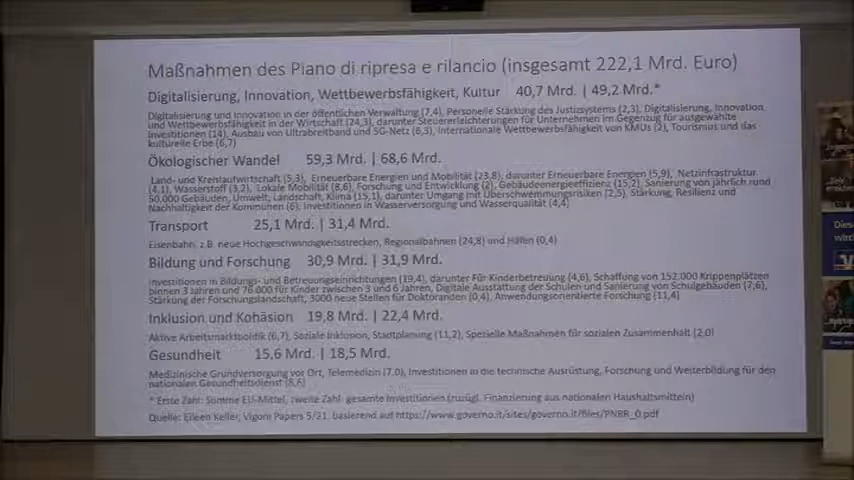 Maßnahmen des Piano di ripresa e rilancio (insgesamt 222,1 Mrd. Euro)
Digitalisierung, Innovation, Wettbewerbsfähigkeit, Kultur 40,7 Mrd. | 49,2 Mrd.*
Digitalisierung und Innovation in der öffentlichen Verwaltung (7,4), Personelle Stärkung des Justizsystems (2,3), Digitalisierung, Innovation
und Wettbewerbsfähigkeit in der Wirtschaft (24,3), darunter Steuererleichterungen für Unternehmen im Gegenzug für ausgewählte
Investitionen (14), Ausbau von Ultrabreitband und 5G-Netz (6,3), Internationale Wettbewerbsfähigkeit von KMUs (2), Tourismus und das
kulturelle Erbe (6,7)
Ökologischer Wandel 59,3 Mrd. | 68,6 Mrd.
Land- und Kreislaufwirtschaft (5,3), Erneuerbare Energien und Mobilität (23,8), darunter Erneuerbare Energien (5,9), Netzinfrastruktur
(4,1), Wasserstoff (3,2), Lokale Mobilität (8,6), Forschung und Entwicklung (2), Gebäudeenergieeffizienz (15,2), Sanierung von jährlich rund
50.000 Gebäuden, Umwelt, Landschaft, Klima (15,1), darunter Umgang mit Überschwemmungsrisiken (2,5), Stärkung, Resilienz und
Nachhaltigkeit der Kommunen (6), Investitionen in Wasserversorgung und Wasserqualität (4,4)
Transport 25,1 Mrd. | 31,4 Mrd.
Eisenbahn, z.B. neue Hochgeschwindigkeitsstrecken, Regionalbahnen (24,8) und Häfen (0,4)
Bildung und Forschung 30,9 Mrd. | 31,9 Mrd.
Investitionen in Bildungs- und Betreuungseinrichtungen (19,4), darunter Für Kinderbetreuung (4,6), Schaffung von 152.000 Krippenplätzen
binnen 3 Jahren und 76.000 für Kinder zwischen 3 und 6 Jahren, Digitale Ausstattung der Schulen und Sanierung von Schulgebäuden (7,6),
Stärkung der Forschungslandschaft, 3000 neue Stellen für Doktoranden (0,4), Anwendungsorientierte Forschung (11,4)
Inklusion und Kohäsion 19,8 Mrd. | 22,4 Mrd.
Aktive Arbeitsmarktpolitik (6,7), Soziale Inklusion, Stadtplanung (11,2), Spezielle Maßnahmen für sozialen Zusammenhalt (2,0)
Gesundheit 15,6 Mrd. | 18,5 Mrd.
Medizinische Grundversorgung vor Ort, Telemedizin (7,0), Investitionen in die technische Ausrüstung, Forschung und Weiterbildung für den
nationalen Gesundheitsdienst (8,6)
* Erste Zahl: Summe EU-Mittel, zweite Zahl: gesamte Investitionen (zuzügl. Finanzierung aus nationalen Haushaltsmitteln)
Quelle: Eileen Keller, Vigoni Papers 5/21, basierend auf https://www.governo.it/sites/governo.it/files/PNRR_0.pdf
Dies
wird